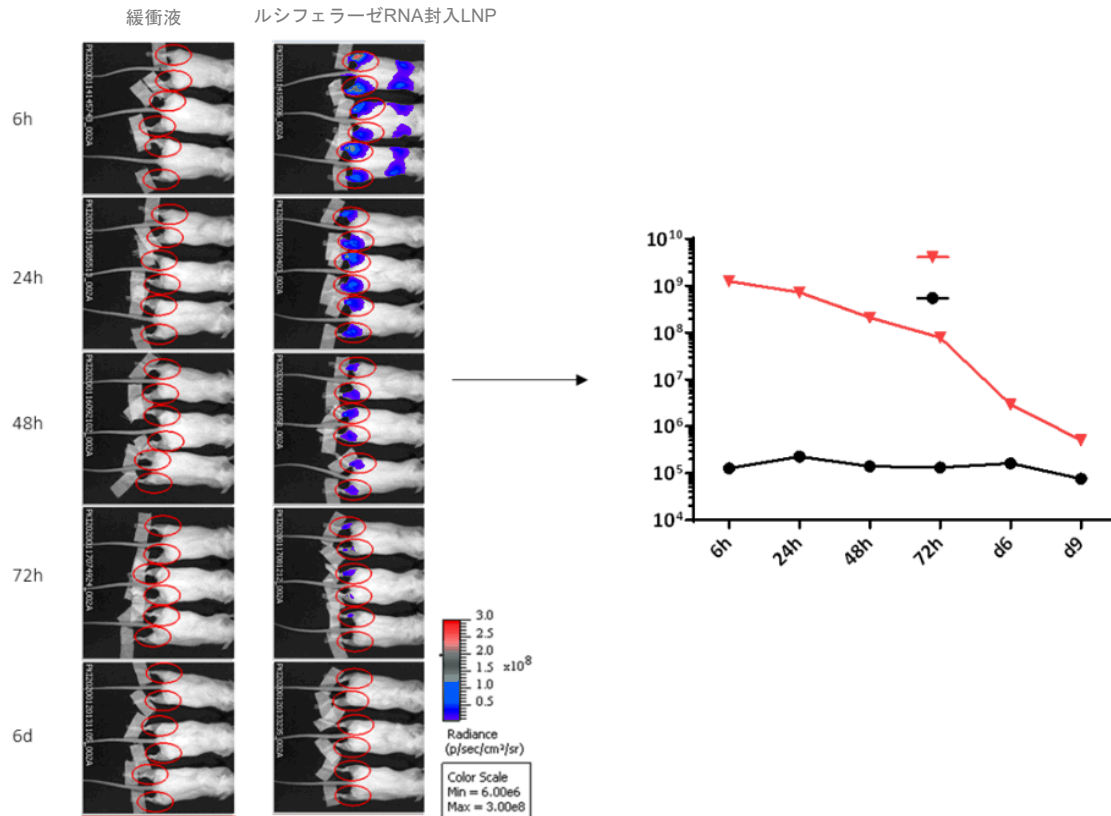 緩衝液
ルシフェラーゼRNA封入LNP
6h
24h
48h
72h
6d
3.0
2.5
2.0
1.5
1.0
0.5
x10⁸
Radiance
(p/sec/cm²/sr)
Color Scale
Min = 6.00e6
Max = 3.00e8
10¹⁰
10⁹
10⁸
10⁷
10⁶
10⁵
10⁴
6h
24h
48h
72h
d6
d9